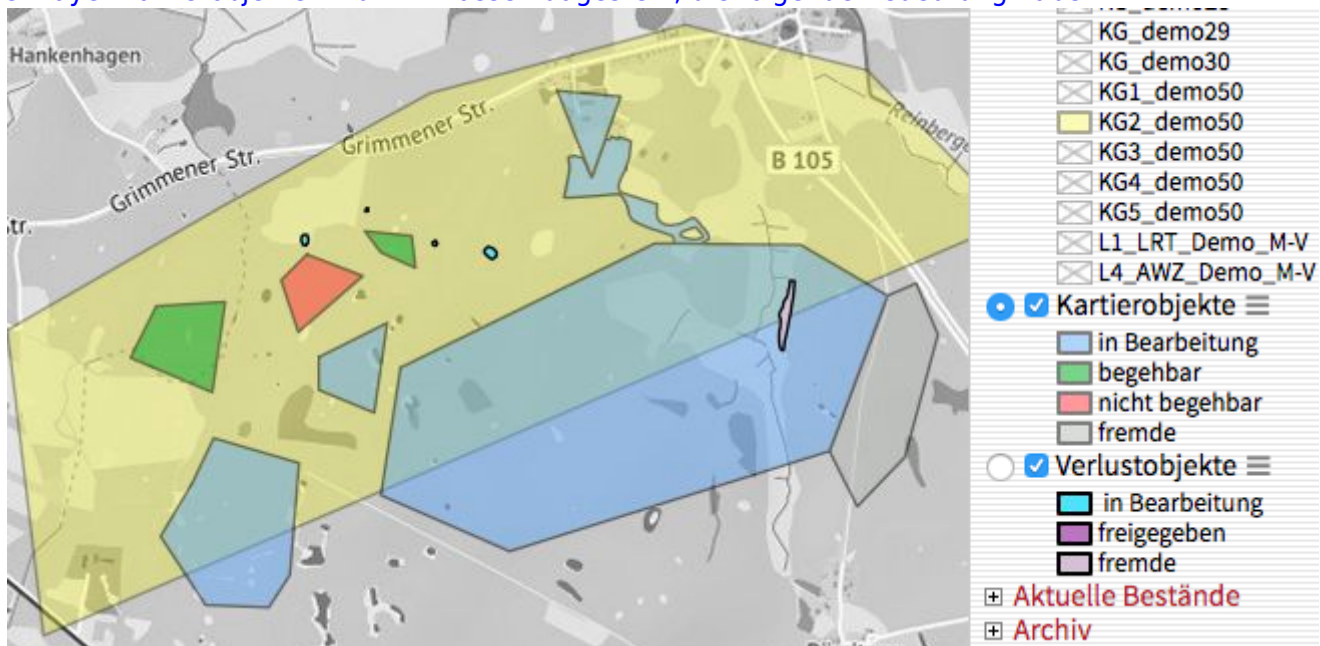 Hankenhagen
Grimmener Str.
Grimmener Str.
B 105
KG_demo29
KG_demo30
KG1_demo50
KG2_demo50
KG3_demo50
KG4_demo50
KG5_demo50
L1_LRT_Demo_M-V
L4_AWZ_Demo_M-V
Kartierobjekte
in Bearbeitung
begehbar
nicht begehbar
fremde
Verlustobjekte
in Bearbeitung
freigegeben
fremde
Aktuelle Bestände
Archiv